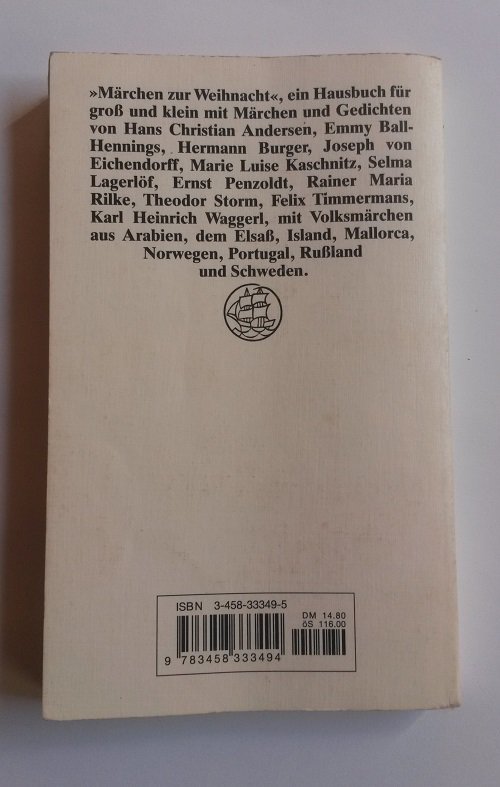 »Märchen zur Weihnacht«, ein Hausbuch für
groß und klein mit Märchen und Gedichten
von Hans Christian Andersen, Emmy Ball-
Hennings, Hermann Burger, Joseph von
Eichendorff, Marie Luise Kaschnitz, Selma
Lagerlöf, Ernst Penzoldt, Rainer Maria
Rilke, Theodor Storm, Felix Timmermans,
Karl Heinrich Waggerl, mit Volksmärchen
aus Arabien, dem Elsaß, Island, Mallorca,
Norwegen, Portugal, Rußland
und Schweden.
ISBN 3-458-33349-5
DM 14.80
öS 116.00
9 783458 333494